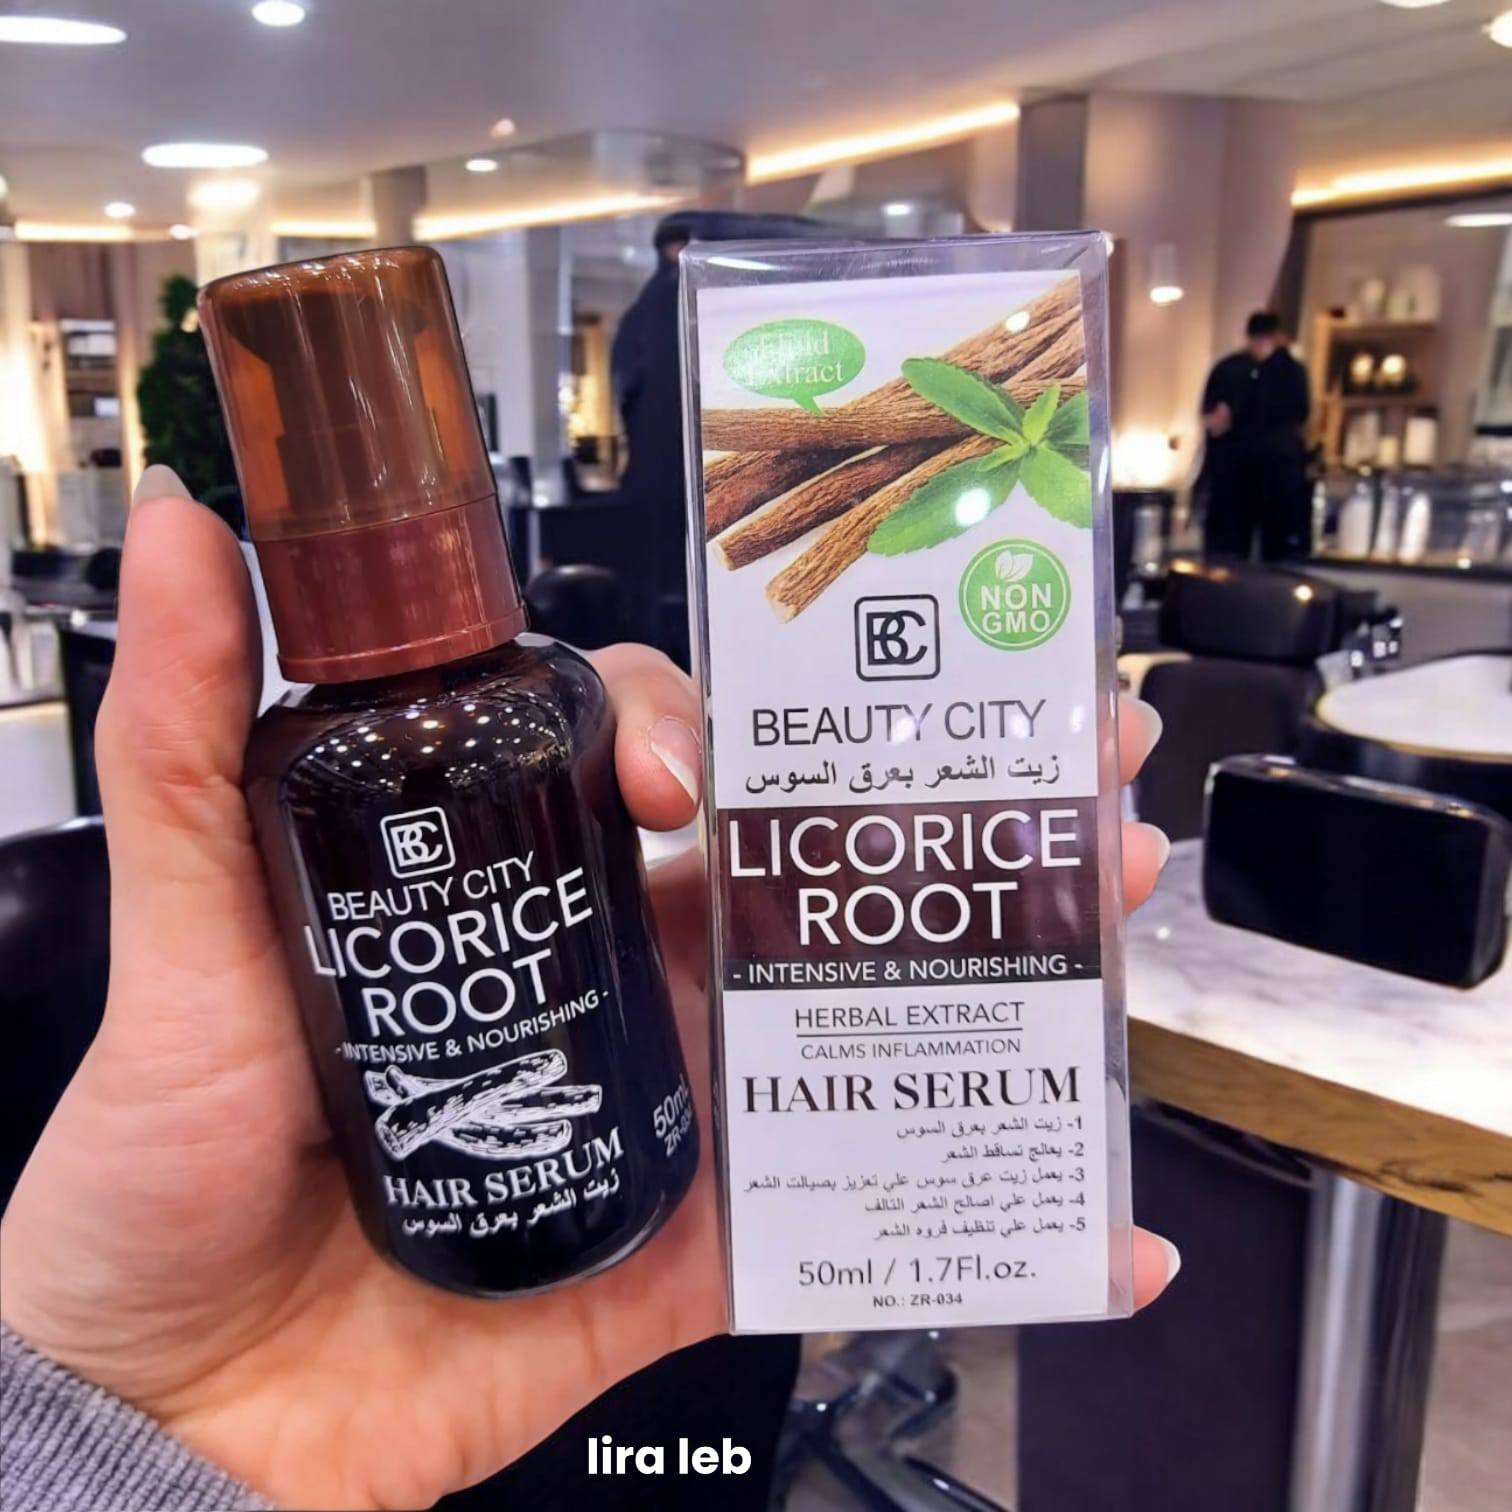 Extract
NON
GMO
BC
BEAUTY CITY
زيت الشعر بعرق السوس
LICORICE
ROOT
- INTENSIVE & NOURISHING -
HERBAL EXTRACT
CALMS INFLAMMATION
HAIR SERUM
1- زيت الشعر بعرق السوس
2- يعالج تساقط الشعر
3- يعمل زيت عرق سوس علي تعزيز بصيالت الشعر
4- يعمل علي اصالح الشعر التالف
5- يعمل علي تنظيف فروه الشعر
50ml / 1.7Fl.oz.
NO.: ZR-034
BC
BEAUTY CITY
LICORICE
ROOT
- INTENSIVE & NOURISHING -
50ml
HAIR SERUM
زيت الشعر بعرق السوس
lira leb